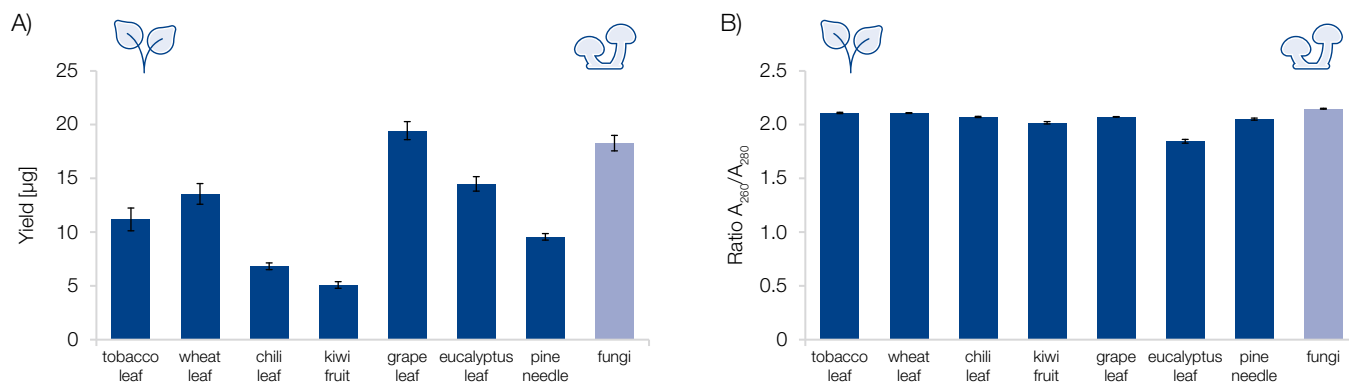 A)
Yield [µg]
25
20
15
10
5
0
tobacco leaf
wheat leaf
chili leaf
kiwi fruit
grape leaf
eucalyptus leaf
pine needle
fungi
B)
Ratio A260/A280
2.5
2.0
1.5
1.0
0.5
0
tobacco leaf
wheat leaf
chili leaf
kiwi fruit
grape leaf
eucalyptus leaf
pine needle
fungi